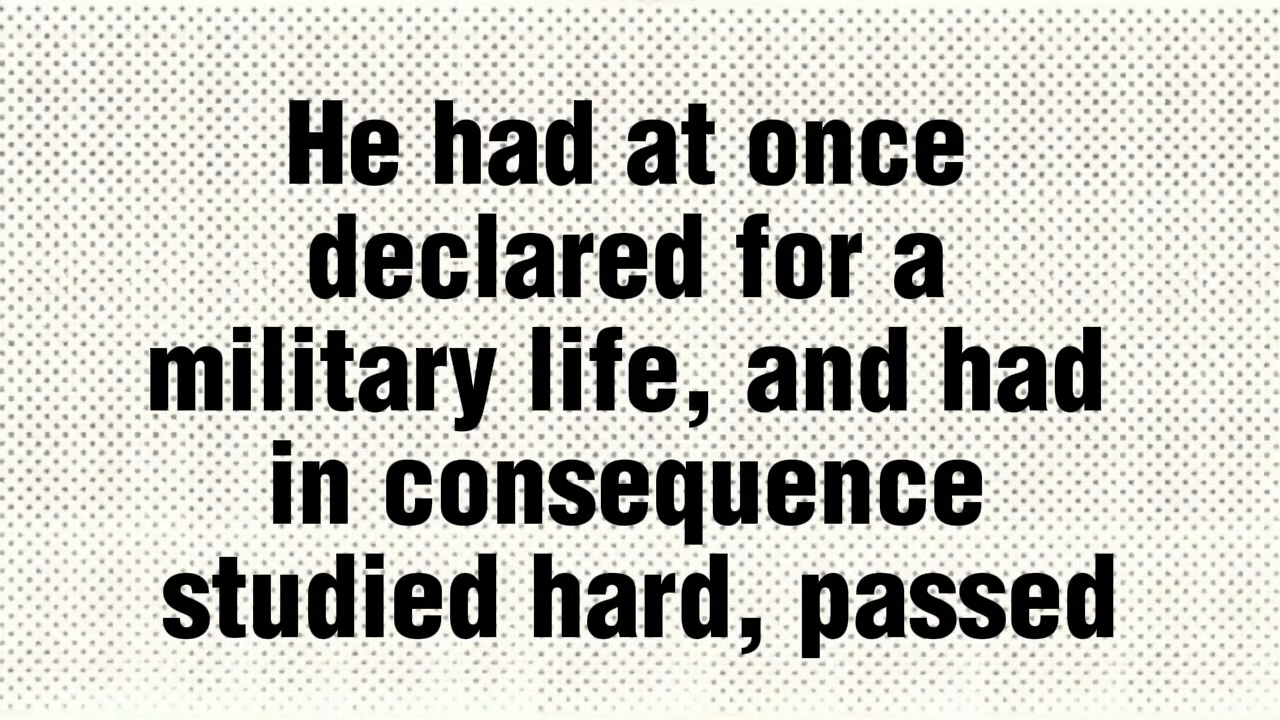 He had at once
declared for a
military life, and had
in consequence
studied hard, passed